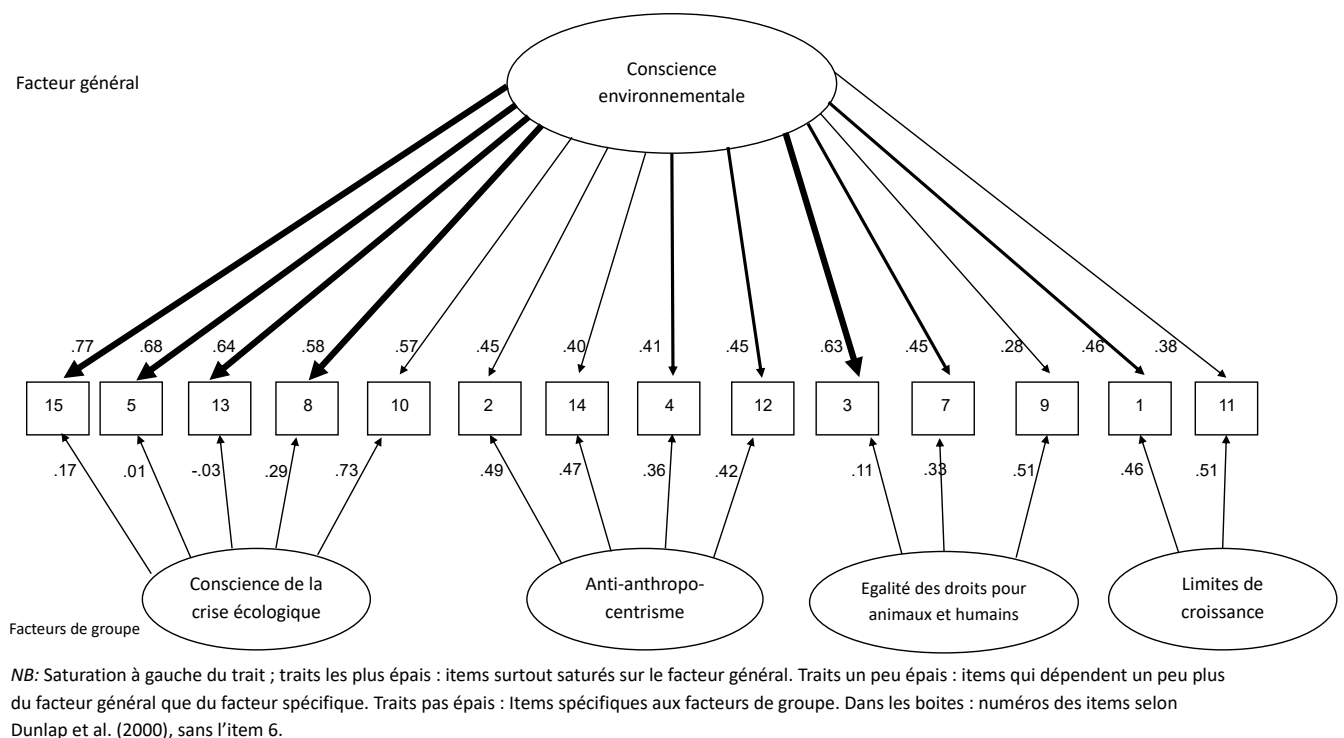 Conscience
environnementale
Facteur général
.77 .68 .64 .58 .57 .45 .40 .41 .45 .63 .45 .28 .46 .38
15 5 13 8 10 2 14 4 12 3 7 9 1 11
.17 .01 -.03 .29 .73 .49 .47 .36 .42 .11 .33 .51 .46 .51
Conscience de la
crise écologique
Anti-anthropo-
centrisme
Egalité des droits pour
animaux et humains
Limites de
croissance
Facteurs de groupe
NB: Saturation à gauche du trait ; traits les plus épais : items surtout saturés sur le facteur général. Traits un peu épais : items qui dépendent un peu plus
du facteur général que du facteur spécifique. Traits pas épais : Items spécifiques aux facteurs de groupe. Dans les boites : numéros des items selon
Dunlap et al. (2000), sans l’item 6.